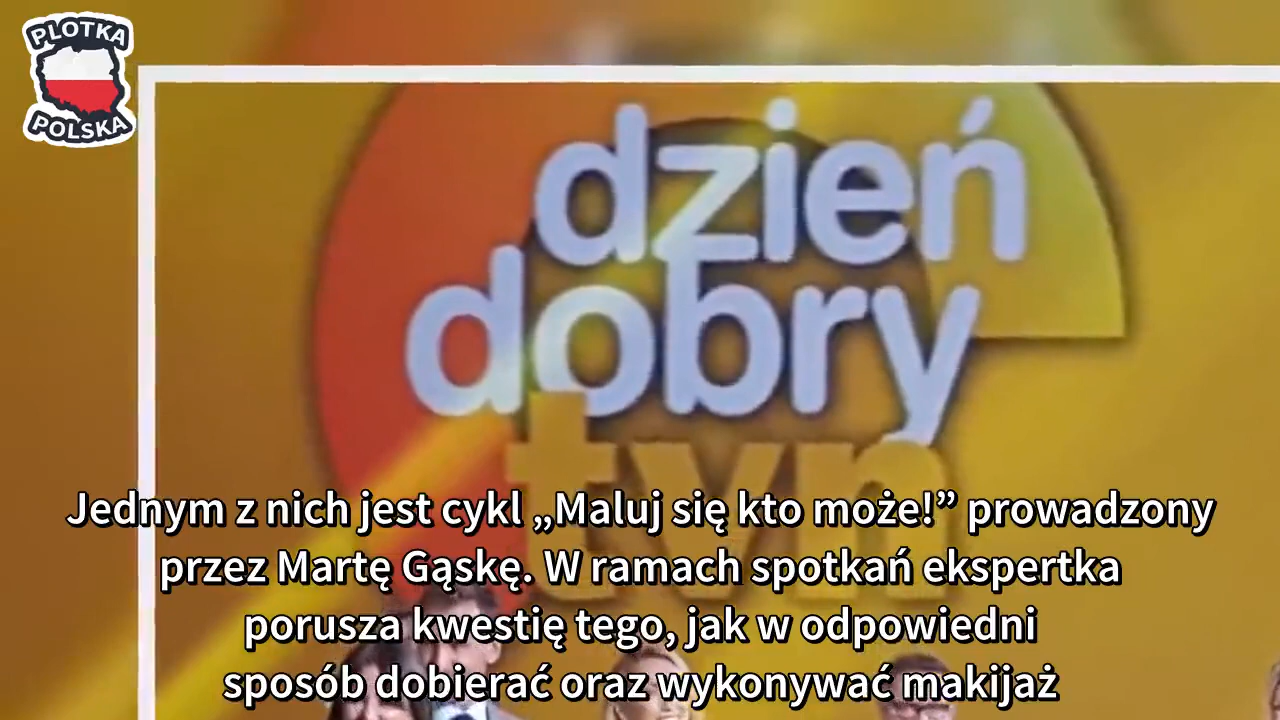 PLOTKA
POLSKA
dzień
dobry
tvn
Jednym z nich jest cykl „Maluj się kto może!” prowadzony
przez Martę Gąskę. W ramach spotkań ekspertka
porusza kwestię tego, jak w odpowiedni
sposób dobierać oraz wykonywać makijaż